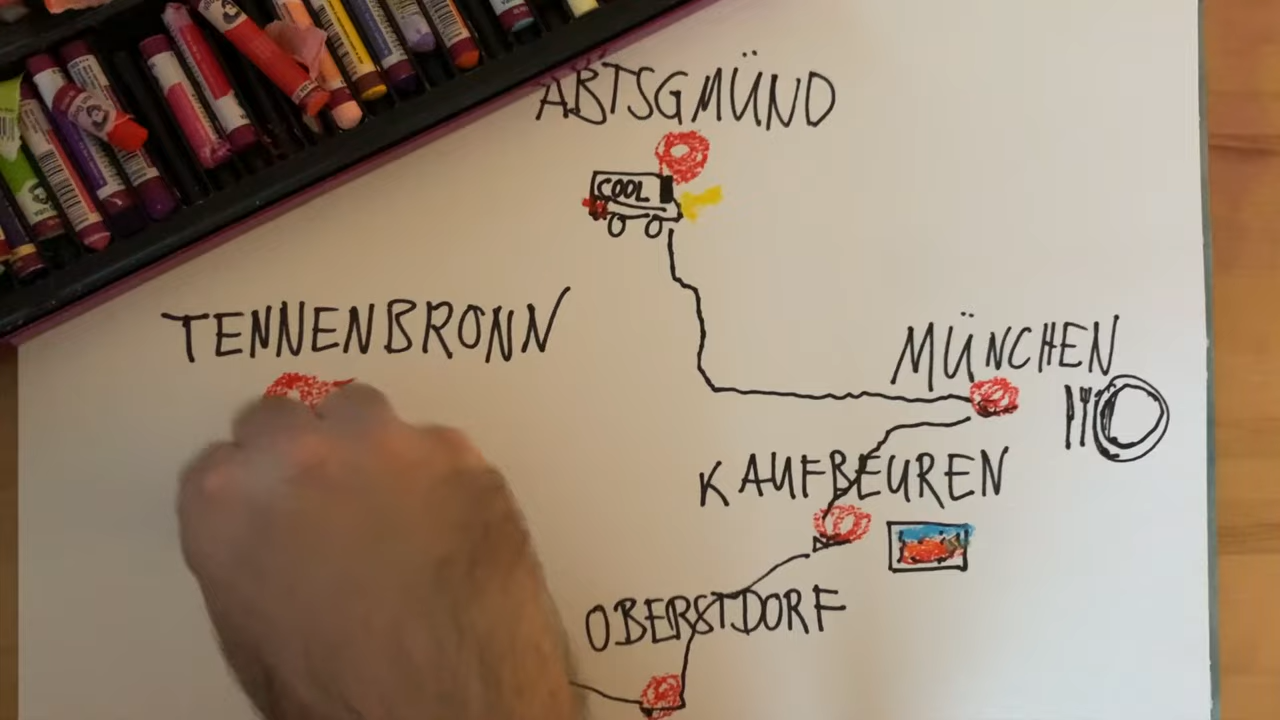 ABTSGMÜND
COOL
TENNENBRONN
MÜNCHEN
KAUFBEUREN
OBERSTDORF